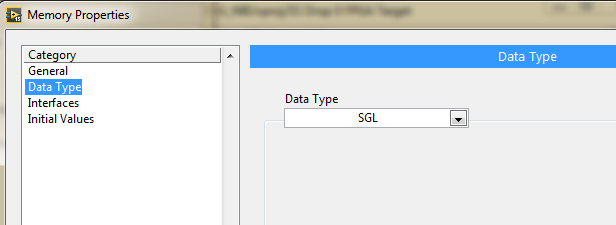 Memory Properties
Category
General
Data Type
Interfaces
Initial Values
Data Type
Data Type
SGL